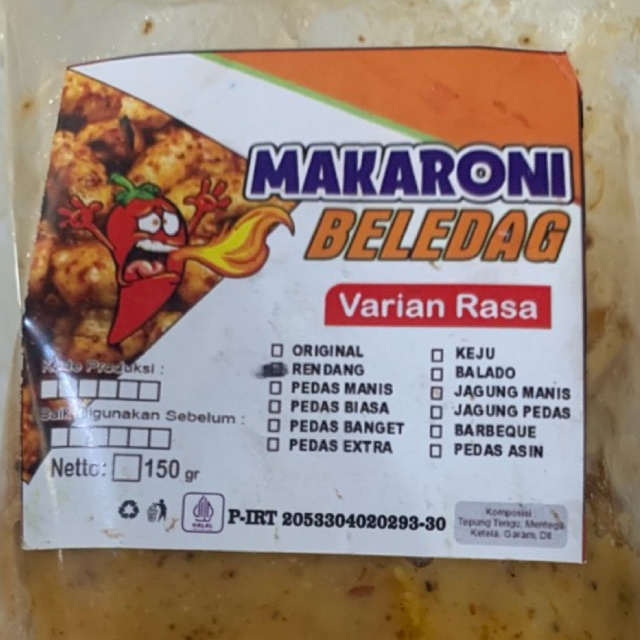 MAKARONI
BELEDAG
Varian Rasa
ORIGINAL
RENDANG
PEDAS MANIS
PEDAS BIASA
PEDAS BANGET
PEDAS EXTRA
KEJU
BALADO
JAGUNG MANIS
JAGUNG PEDAS
BARBEQUE
PEDAS ASIN
Kode Produksi :
Baik Digunakan Sebelum :
Netto: 150 gr
HALAL
P-IRT 2053304020293-30
Komposisi
Tepung Terigu, Mentega
Ketela, Garam, Dll